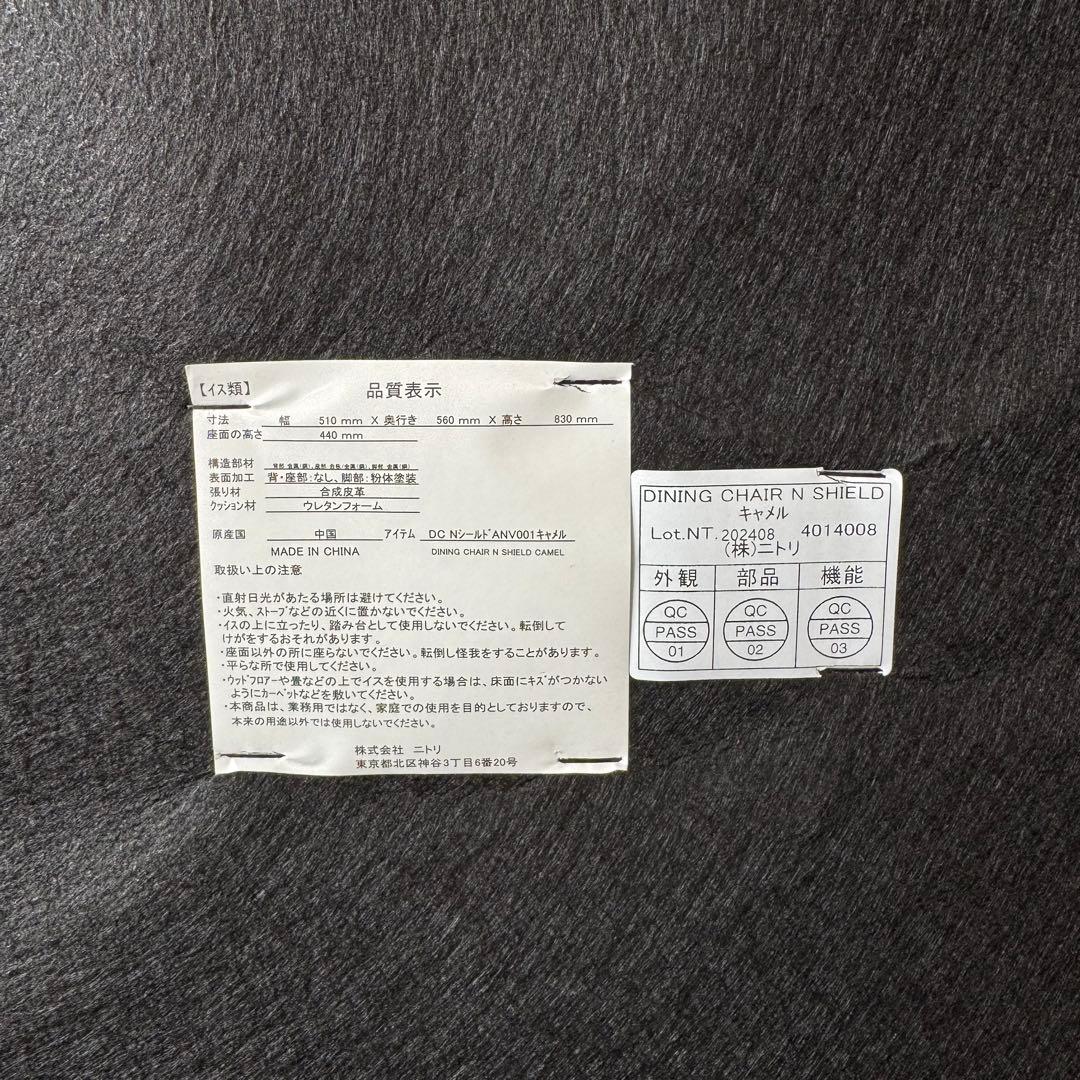 【イス類】 品質表示
寸法 幅 510 mm X 奥行き 560 mm X 高さ 830 mm
座面の高さ 440 mm
構造部材 背部:金属(鋼)、座部:合板/金属(鋼)、脚部:金属(鋼)
表面加工 背・座部:なし、脚部:粉体塗装
張り材 合成皮革
クッション材 ウレタンフォーム
原産国 中国 アイテム DC NシールドANV001キャメル
MADE IN CHINA DINING CHAIR N SHIELD CAMEL
取扱い上の注意
・直射日光があたる場所は避けてください。
・火気、ストーブなどの近くに置かないでください。
・イスの上に立ったり、踏み台として使用しないでください。転倒して
けがをするおそれがあります。
・座面以外の所に座らないでください。転倒し怪我をすることがあります。
・平らな所で使用してください。
・ウッドフロアーや畳などの上でイスを使用する場合は、床面にキズがつかない
ようにカーペットなどを敷いてください。
・本商品は、業務用ではなく、家庭での使用を目的としておりますので、
本来の用途以外では使用しないでください。
株式会社 ニトリ
東京都北区神谷3丁目6番20号
DINING CHAIR N SHIELD
キャメル
Lot.NT. 202408 4014008
(株)ニトリ
外観 部品 機能
QC QC QC
PASS PASS PASS
01 02 03